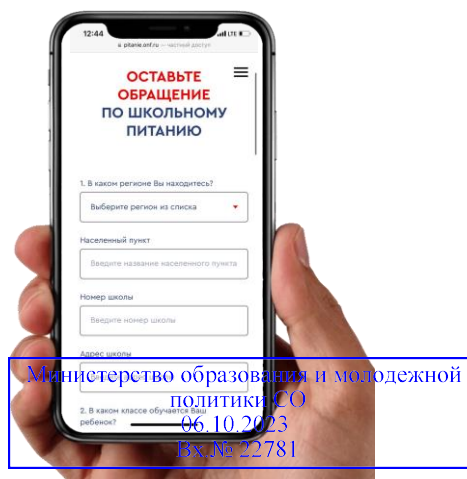 12:44
LTE
pitanie.onf.ru — частный доступ
ОСТАВЬТЕ
ОБРАЩЕНИЕ
ПО ШКОЛЬНОМУ
ПИТАНИЮ
1. В каком регионе Вы находитесь?
Выберите регион из списка
Населенный пункт
Введите название населенного пункта
Номер школы
Введите номер школы
Адрес школы
Министерство образования и молодежной
политики СО
2. В каком классе обучается Ваш
ребенок?
06.10.2023
Вх.№ 22781